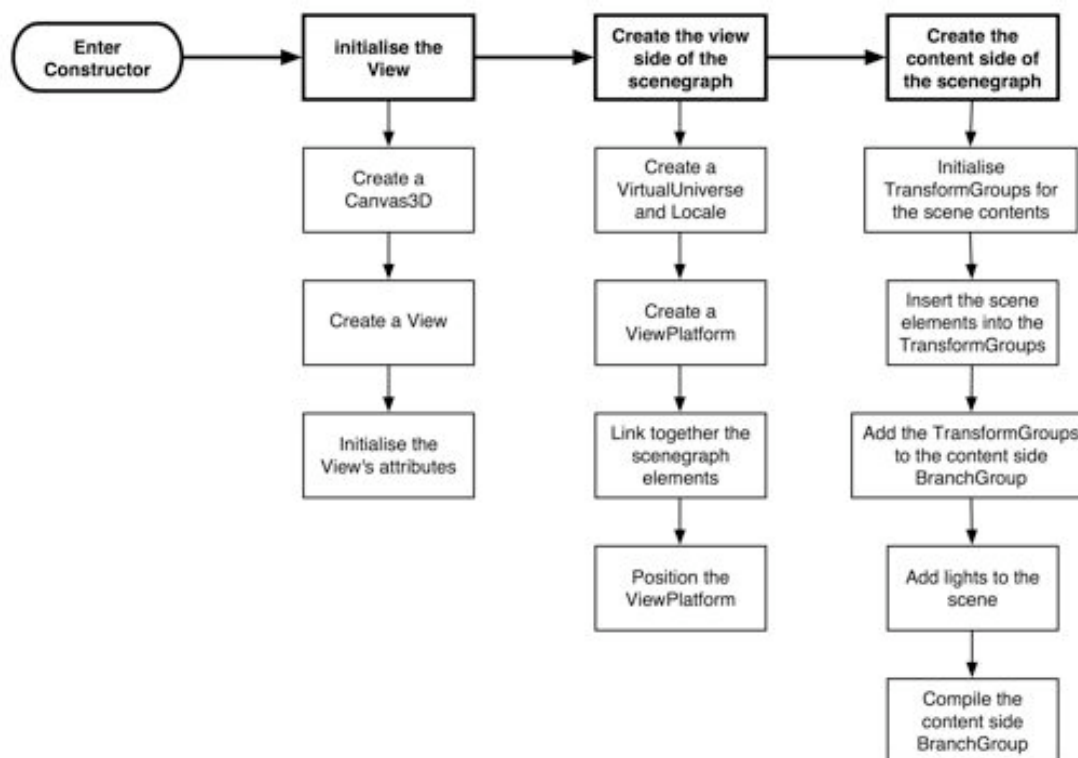 Enter
Constructor
initialise the
View
Create the view
side of the
scenegraph
Create the
content side of
the scenegraph
Create a
Canvas3D
Create a View
Initialise the
View's attributes
Create a
VirtualUniverse
and Locale
Create a
ViewPlatform
Link together the
scenegraph
elements
Position the
ViewPlatform
Initialise
TransformGroups for
the scene contents
Insert the scene
elements into the
TransformGroups
Add the TransformGroups
to the content side
BranchGroup
Add lights to the
scene
Compile the
content side
BranchGroup